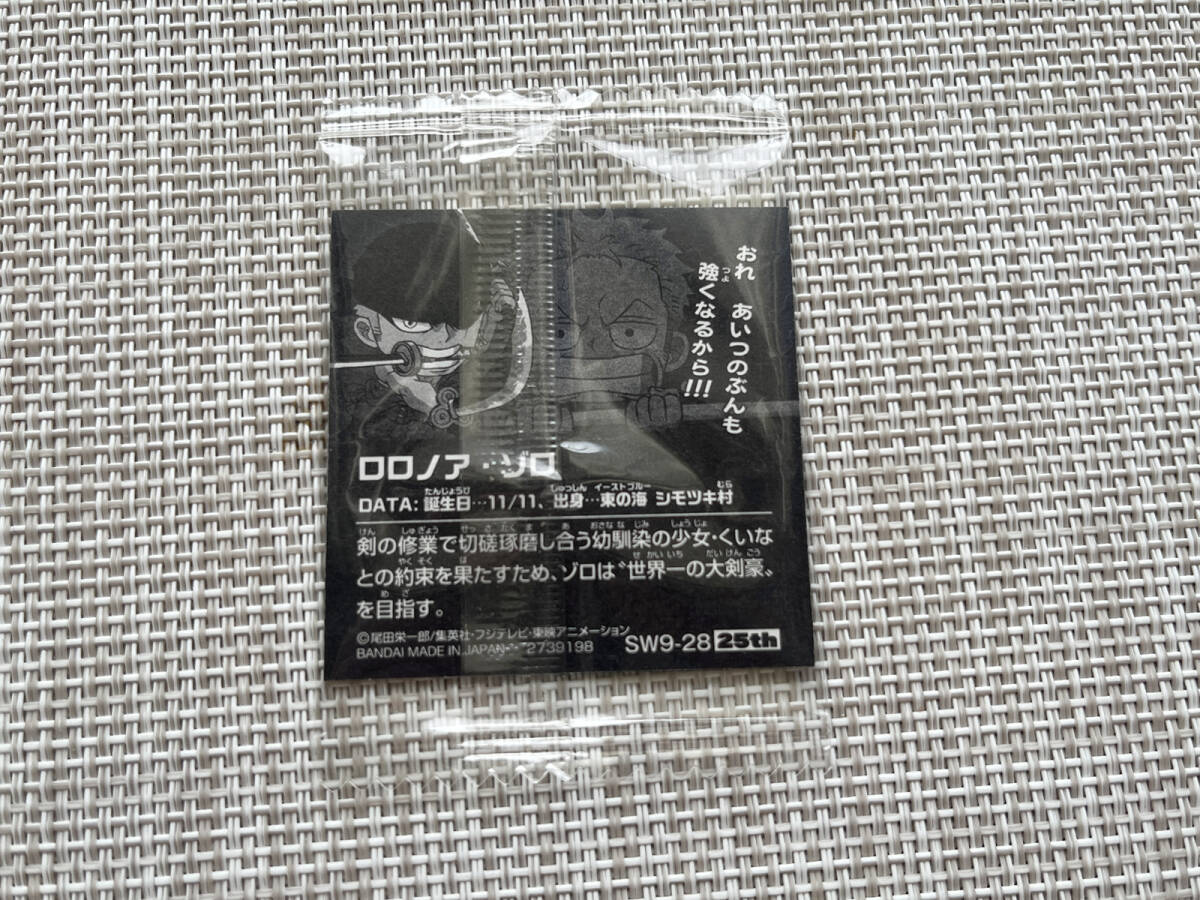 おれ あいつのぶんも
強くなるから!!!
ロロノア・ゾロ
DATA: 誕生日…11/11、出身…東の海 シモツキ村
剣の修業で切磋琢磨し合う幼馴染の少女・くいな
との約束を果たすため、ゾロは〝世界一の大剣豪〟
を目指す。
©尾田栄一郎/集英社・フジテレビ・東映アニメーション
BANDAI MADE IN JAPAN 2739198
SW9-28 25th